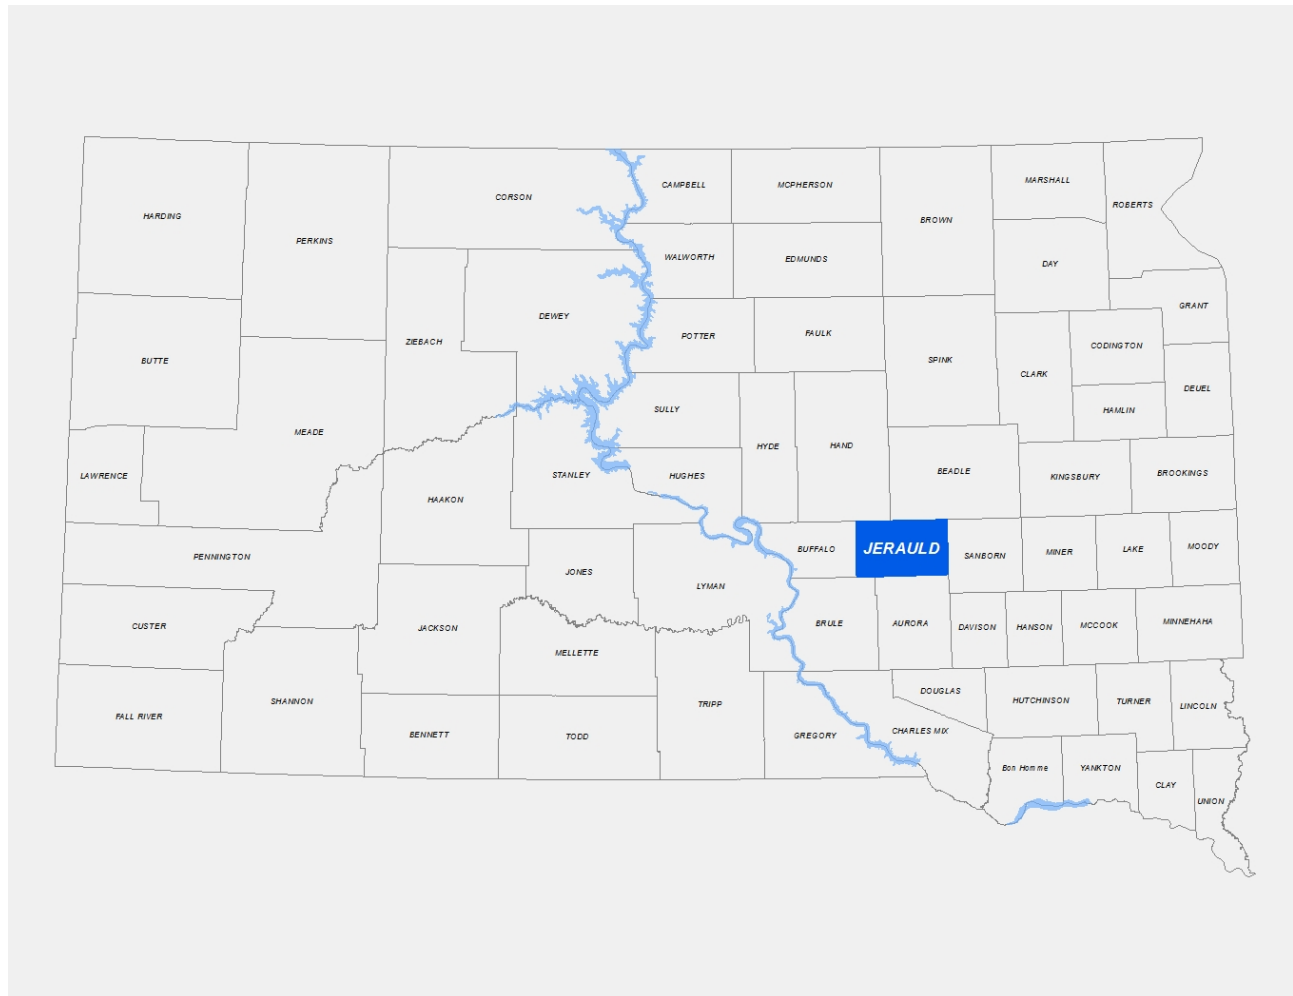 MARSHALL
CAMPBELL
MCPHERSON
CORSON
ROBERTS
HARDING
BROWN
PERKINS
WALWORTH
EDMUNDS
DAY
GRANT
DEWEY
POTTER
FAULK
ZIEBACH
CODINGTON
BUTTE
SPINK
CLARK
DEUEL
SULLY
HAMLIN
MEADE
HYDE
HAND
LAWRENCE
STANLEY
HUGHES
BEADLE
KINGSBURY
BROOKINGS
HAAKON
PENNINGTON
BUFFALO
JERAULD
SANBORN
MINER
LAKE
MOODY
JONES
LYMAN
CUSTER
JACKSON
BRULE
AURORA
DAVISON
HANSON
MCCOOK
MINNEHAHA
MELLETTE
SHANNON
TRIPP
DOUGLAS
HUTCHINSON
TURNER
LINCOLN
FALL RIVER
BENNETT
TODD
GREGORY
CHARLES MIX
Bon Homme
YANKTON
CLAY
UNION